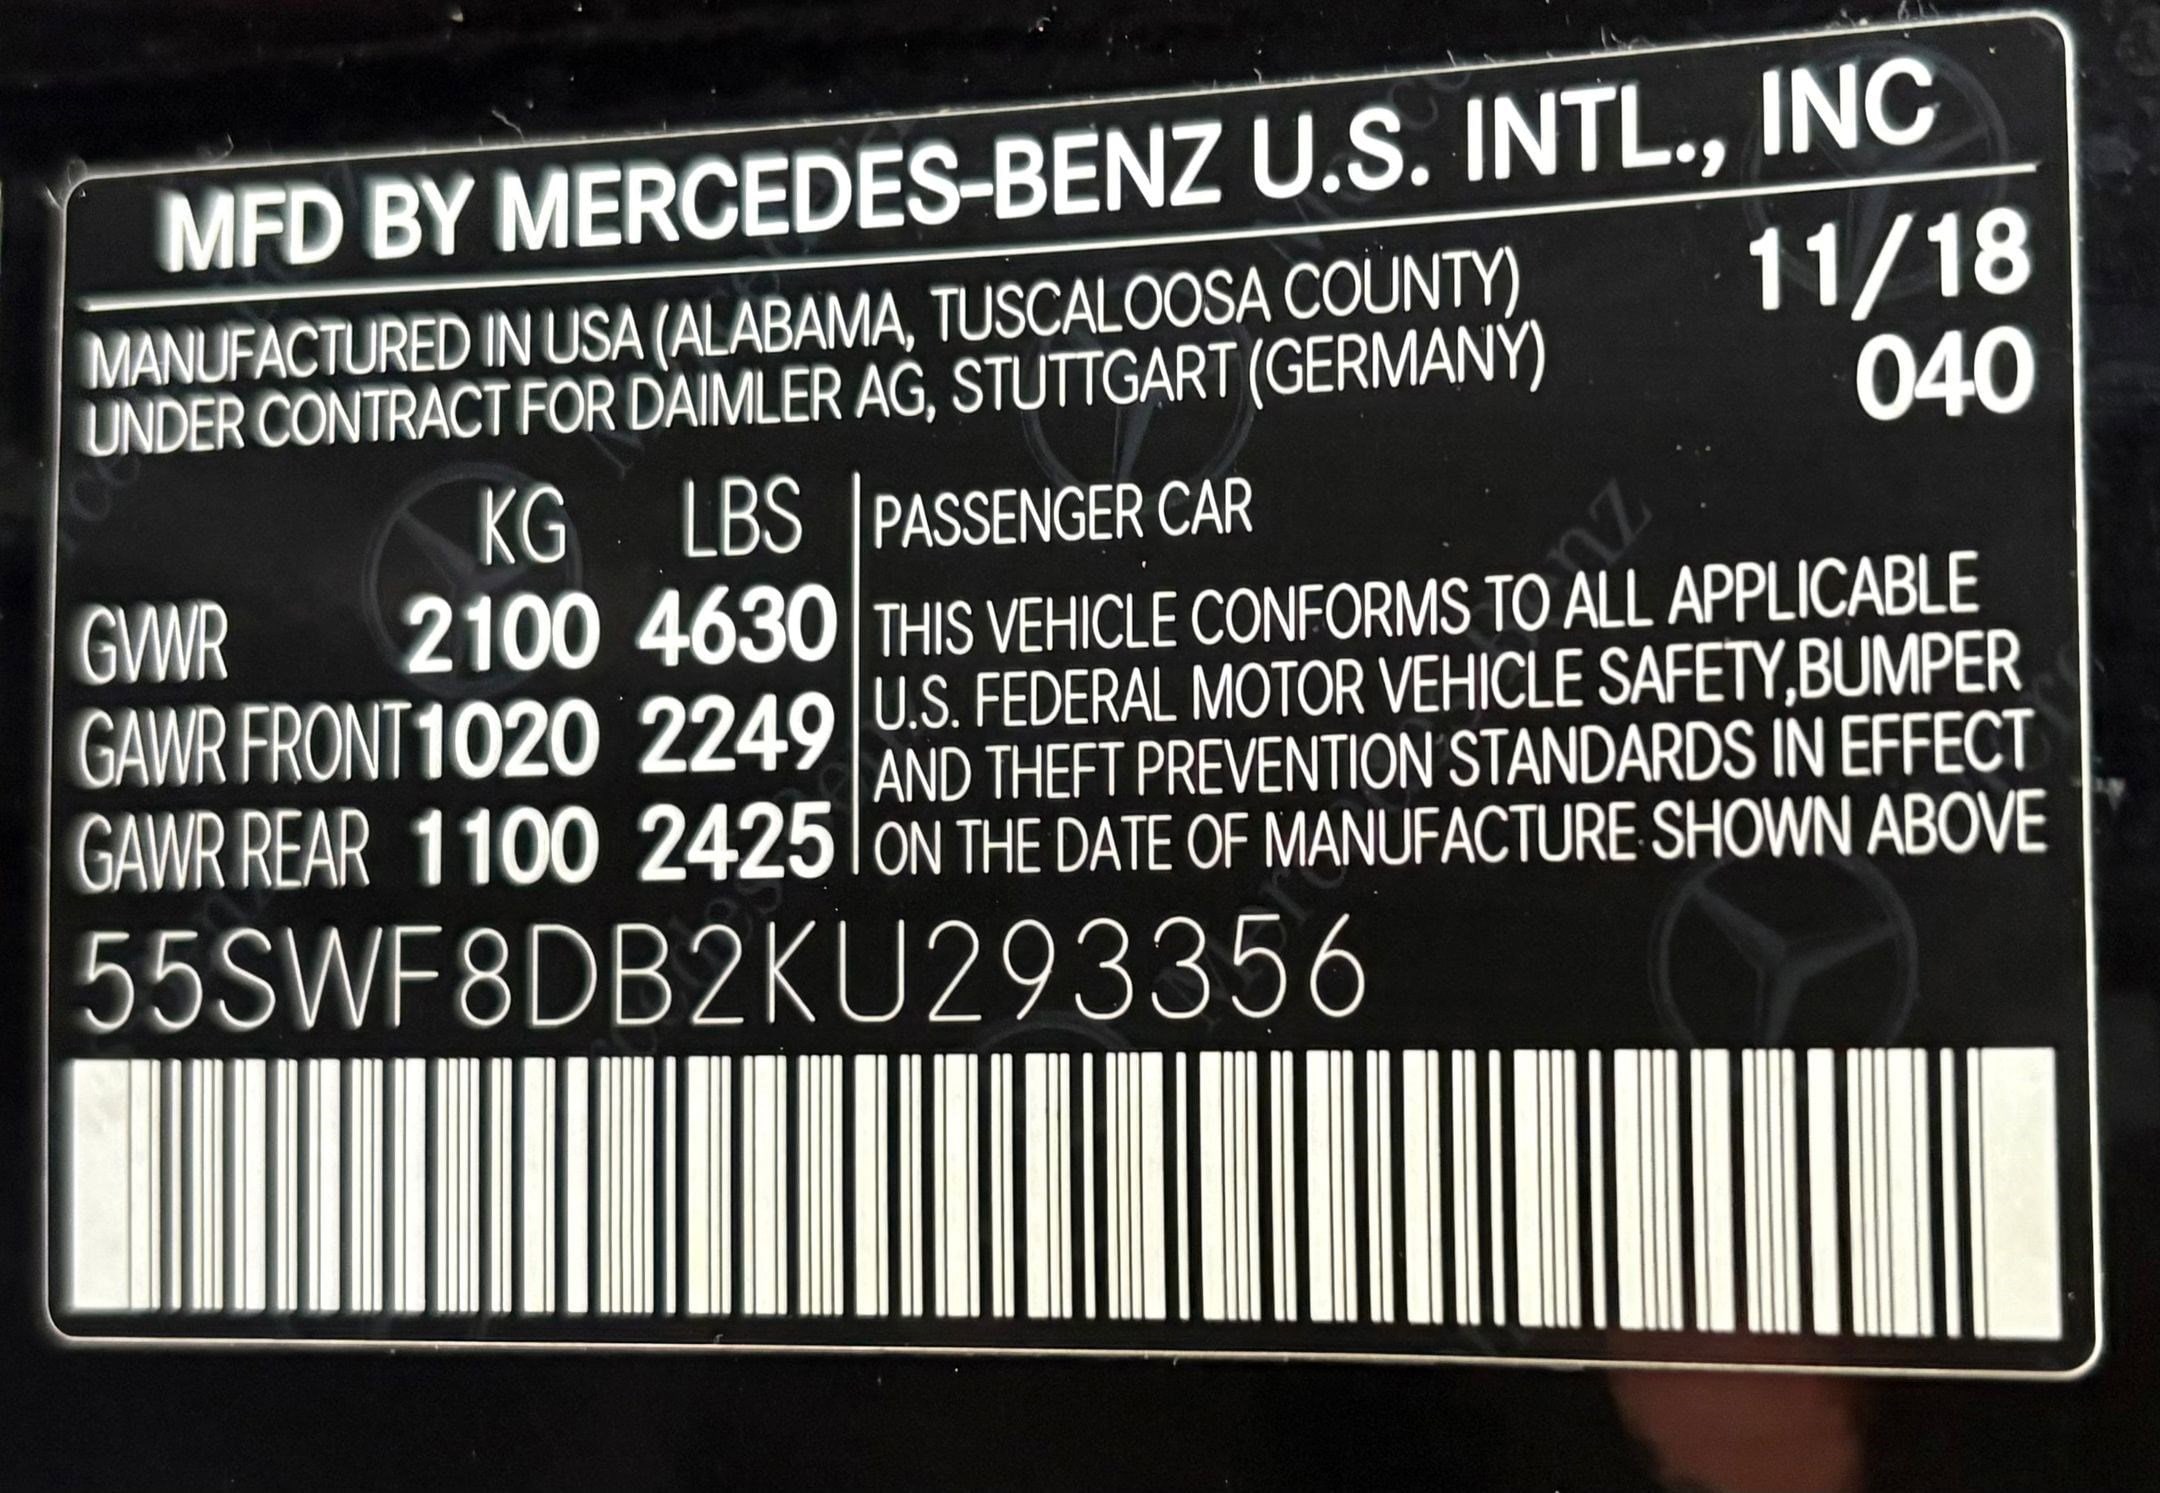 MFD BY MERCEDES-BENZ U.S. INTL., INC
MANUFACTURED IN USA (ALABAMA, TUSCALOOSA COUNTY) 11/18
UNDER CONTRACT FOR DAIMLER AG, STUTTGART (GERMANY) 040
KG LBS
GVWR 2100 4630
GAWR FRONT 1020 2249
GAWR REAR 1100 2425
PASSENGER CAR
THIS VEHICLE CONFORMS TO ALL APPLICABLE
U.S. FEDERAL MOTOR VEHICLE SAFETY,BUMPER
AND THEFT PREVENTION STANDARDS IN EFFECT
ON THE DATE OF MANUFACTURE SHOWN ABOVE
55SWF8DB2KU293356